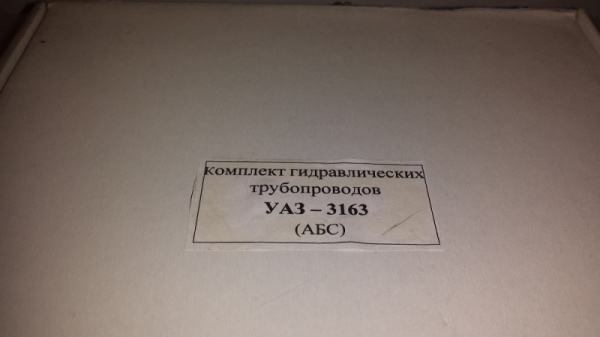 Комплект гидравлических
трубопроводов
УАЗ – 3163
(АБС)